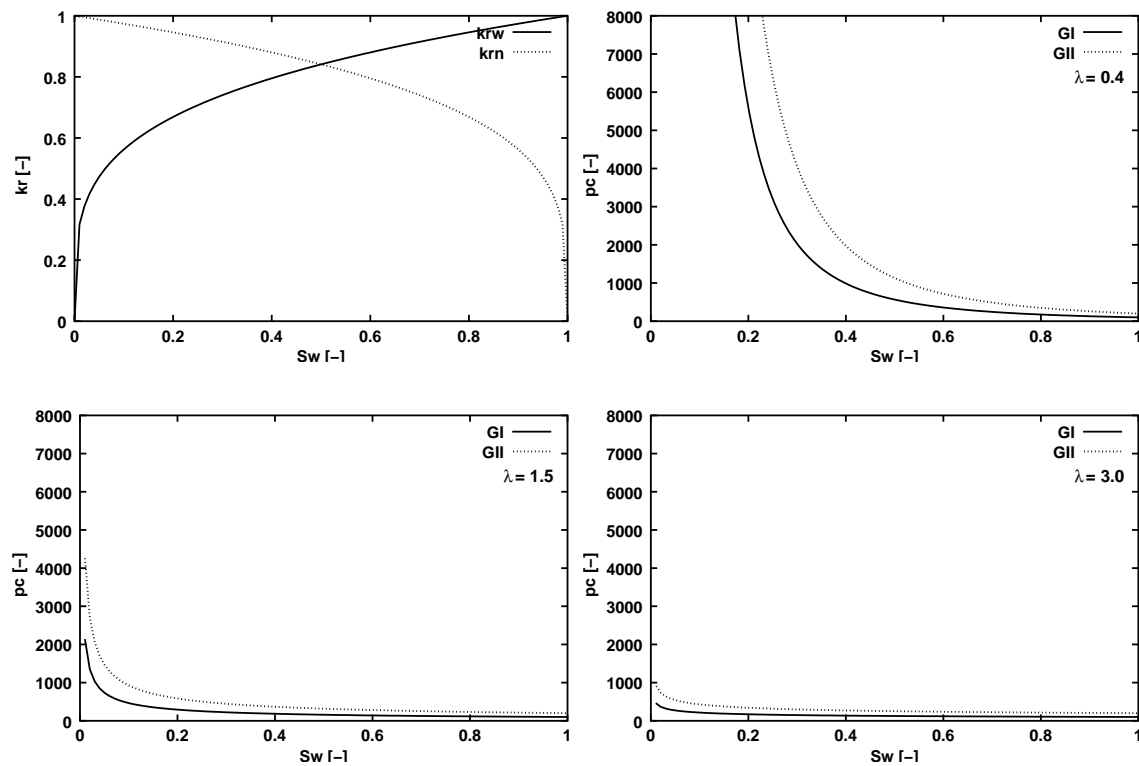 1
0.8
0.6
0.4
0.2
0
kr [-]
0 0.2 0.4 0.6 0.8 1
Sw [-]
krw
krn
8000
7000
6000
5000
4000
3000
2000
1000
0
pc [-]
0 0.2 0.4 0.6 0.8 1
Sw [-]
GI
GII
λ = 0.4
8000
7000
6000
5000
4000
3000
2000
1000
0
pc [-]
0 0.2 0.4 0.6 0.8 1
Sw [-]
GI
GII
λ = 1.5
8000
7000
6000
5000
4000
3000
2000
1000
0
pc [-]
0 0.2 0.4 0.6 0.8 1
Sw [-]
GI
GII
λ = 3.0